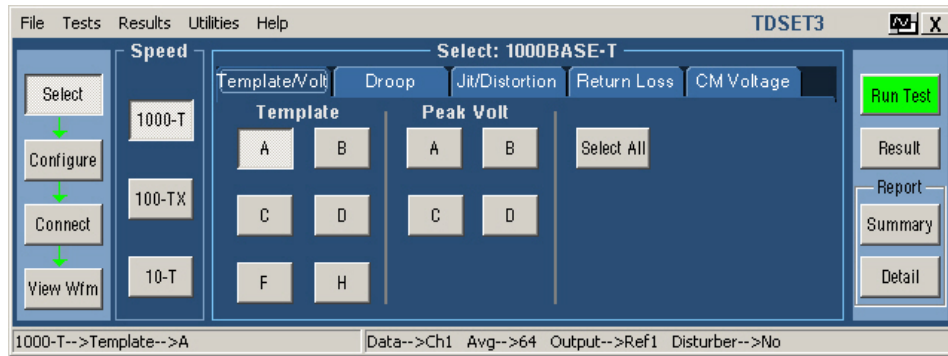 File Tests Results Utilities Help TDSET3 X
Speed
Select: 1000BASE-T
Select
Configure
Connect
View Wfm
1000-T
100-TX
10-T
Template/Volt Droop Jit/Distortion Return Loss CM Voltage
Template Peak Volt
A B A B Select All
C D C D
F H
Run Test
Result
Report
Summary
Detail
1000-T-->Template-->A Data-->Ch1 Avg-->64 Output-->Ref1 Disturber-->No